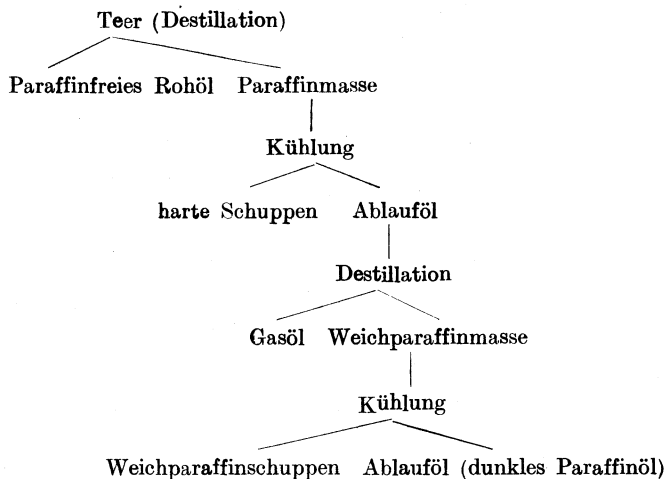 Teer (Destillation)
Paraffinfreies Rohöl Paraffinmasse
Kühlung
harte Schuppen Ablauföl
Destillation
Gasöl Weichparaffinmasse
Kühlung
Weichparaffinschuppen Ablauföl (dunkles Paraffinöl)